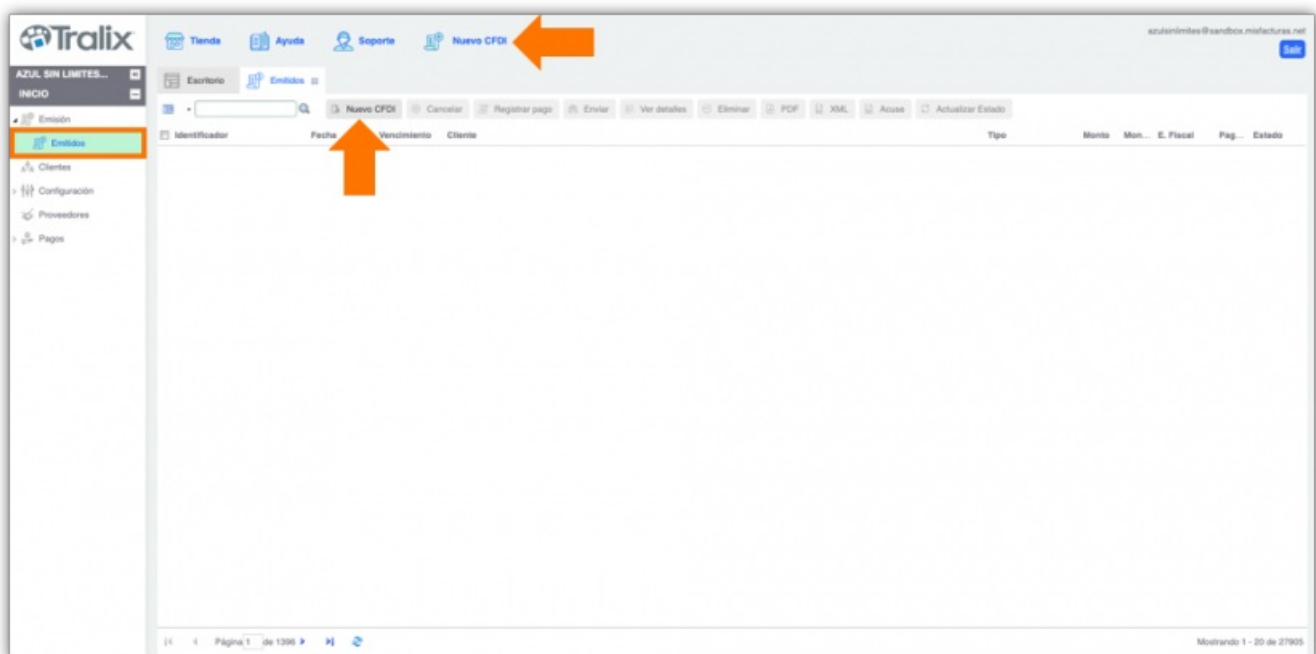 Tralix
Tienda Ayuda Soporte Nuevo CFDI
azulsinlimites@sandbox.misfacturas.net
Salir
AZUL SIN LIMITES...
INICIO
Emisión
Emitidos
Clientes
Configuración
Proveedores
Pagos
Escritorio Emitidos
Nuevo CFDI Cancelar Registrar pago Enviar Ver detalles Eliminar PDF XML Acuse Actualizar Estado
Identificador Fecha Vencimiento Cliente Tipo Monto Mon... E. Fiscal Pag... Estado
Página 1 de 1396
Mostrando 1 - 20 de 27905